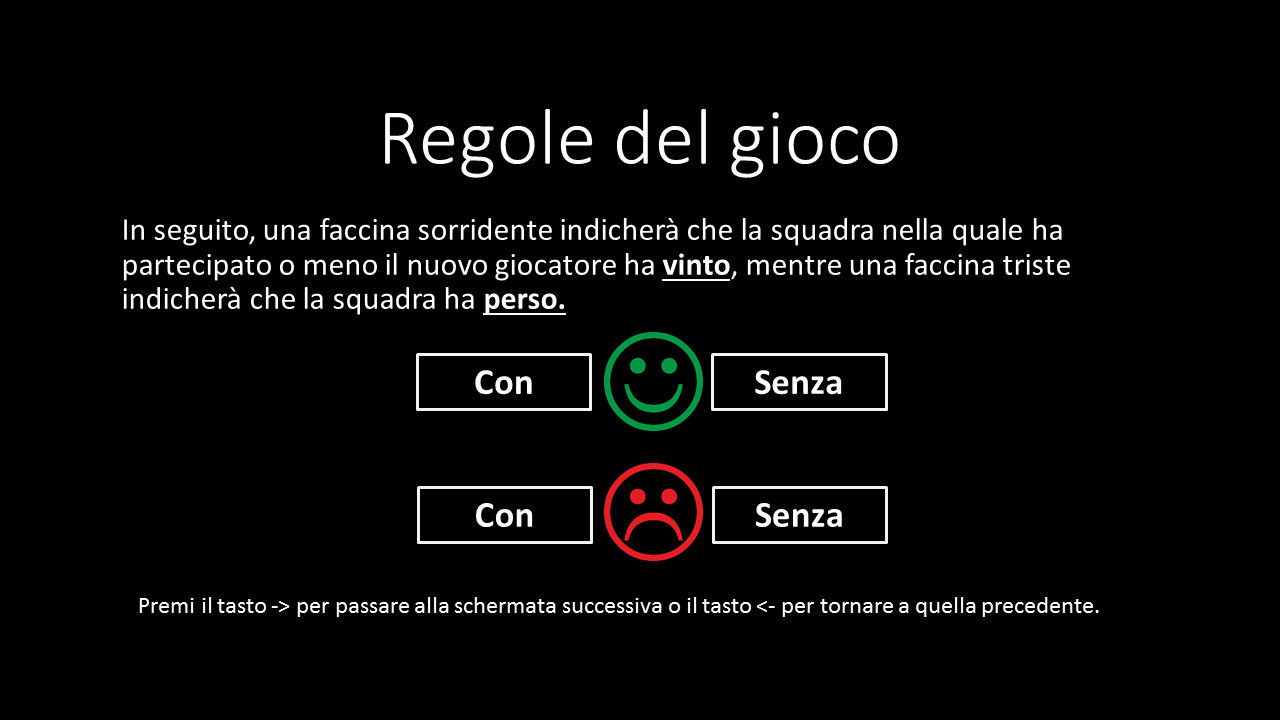 Regole del gioco
In seguito, una faccina sorridente indicherà che la squadra nella quale ha
partecipato o meno il nuovo giocatore ha vinto, mentre una faccina triste
indicherà che la squadra ha perso.
Con Senza
Con Senza
Premi il tasto -> per passare alla schermata successiva o il tasto <- per tornare a quella precedente.